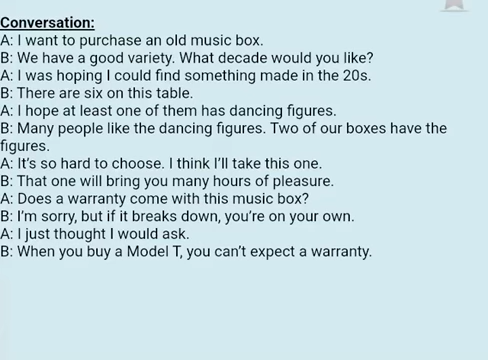 Conversation:
A: I want to purchase an old music box.
B: We have a good variety. What decade would you like?
A: I was hoping I could find something made in the 20s.
B: There are six on this table.
A: I hope at least one of them has dancing figures.
B: Many people like the dancing figures. Two of our boxes have the
figures.
A: It's so hard to choose. I think I'll take this one.
B: That one will bring you many hours of pleasure.
A: Does a warranty come with this music box?
B: I'm sorry, but if it breaks down, you're on your own.
A: I just thought I would ask.
B: When you buy a Model T, you can't expect a warranty.